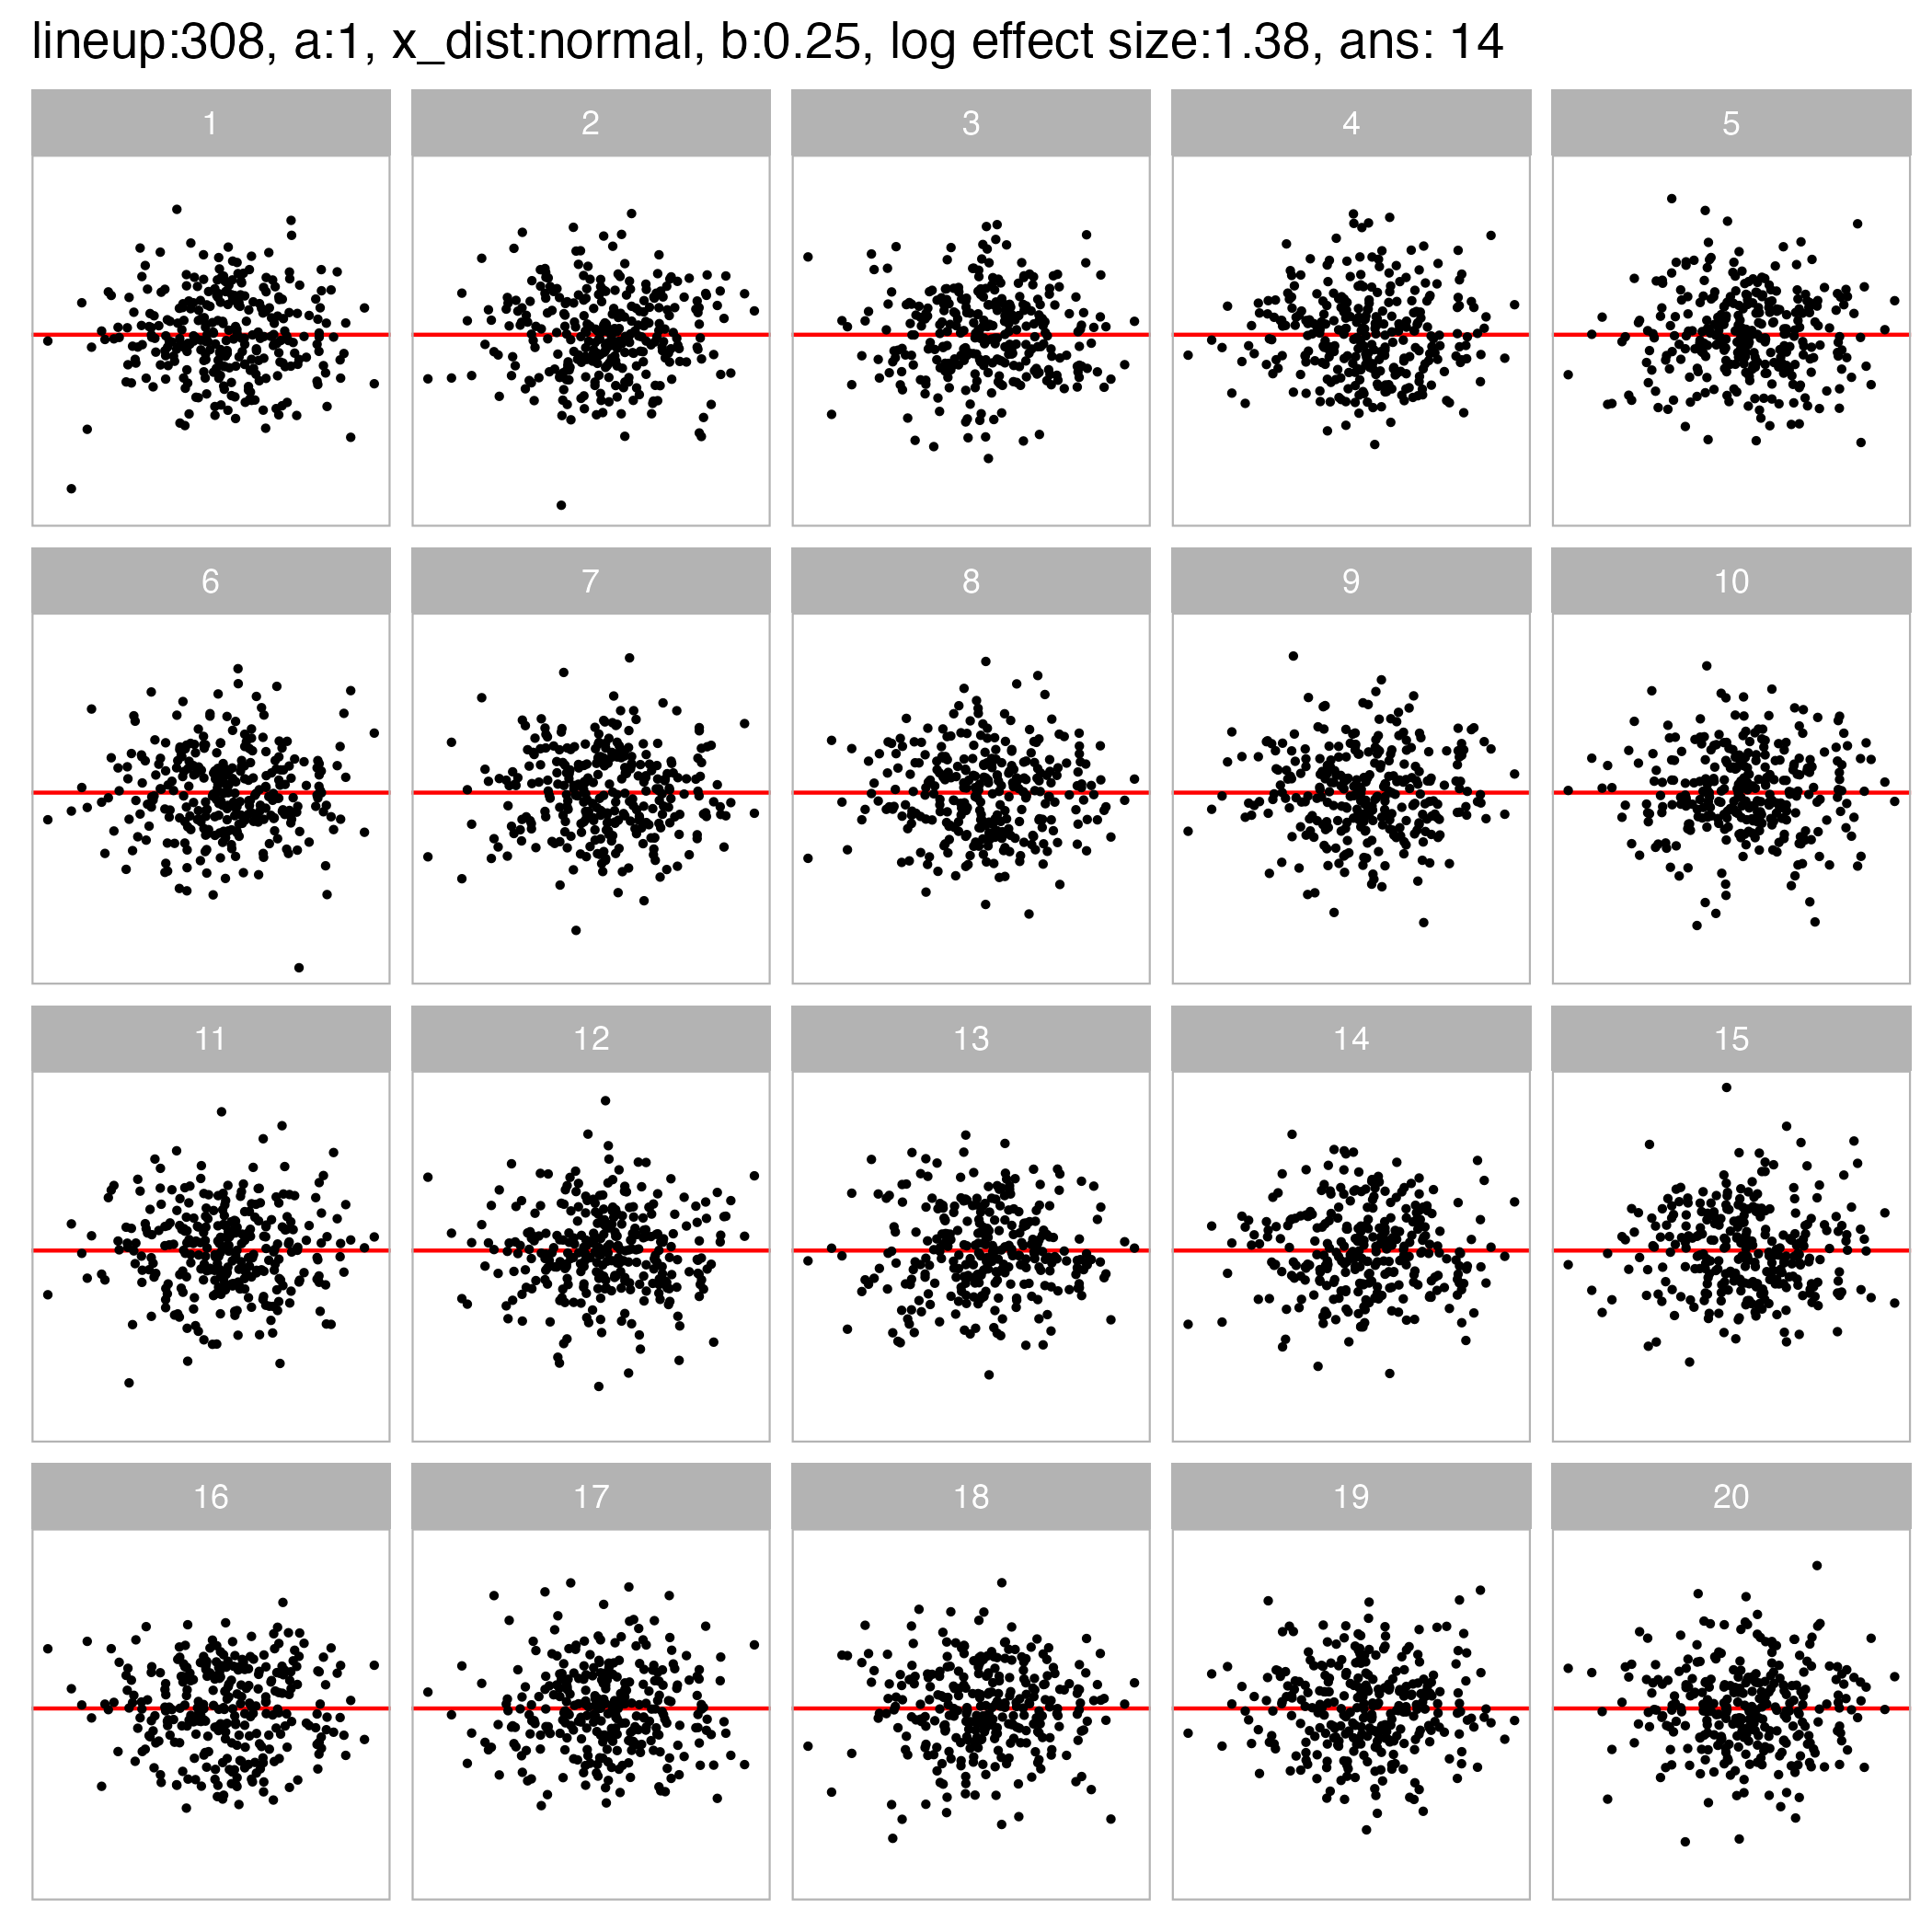 lineup:308, a:1, x_dist:normal, b:0.25, log effect size:1.38, ans: 14
1 2 3 4 5
6 7 8 9 10
11 12 13 14 15
16 17 18 19 20